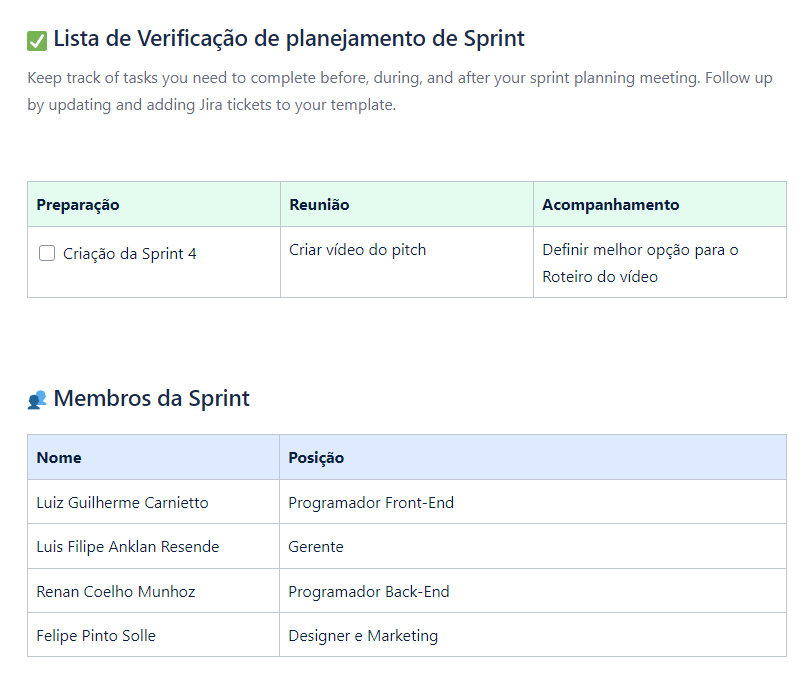 ✅ Lista de Verificação de planejamento de Sprint
Keep track of tasks you need to complete before, during, and after your sprint planning meeting. Follow up
by updating and adding Jira tickets to your template.
Preparação Reunião Acompanhamento
Criação da Sprint 4 Criar vídeo do pitch Definir melhor opção para o
Roteiro do vídeo
👥 Membros da Sprint
Nome Posição
Luiz Guilherme Carnietto Programador Front-End
Luis Filipe Anklan Resende Gerente
Renan Coelho Munhoz Programador Back-End
Felipe Pinto Solle Designer e Marketing